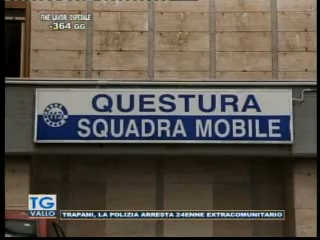 FINE LAVORI OSPEDALE
-364 GG
QUESTURA
SQUADRA MOBILE
TG
VALLO
TRAPANI, LA POLIZIA ARRESTA 24ENNE EXTRACOMUNITARIO